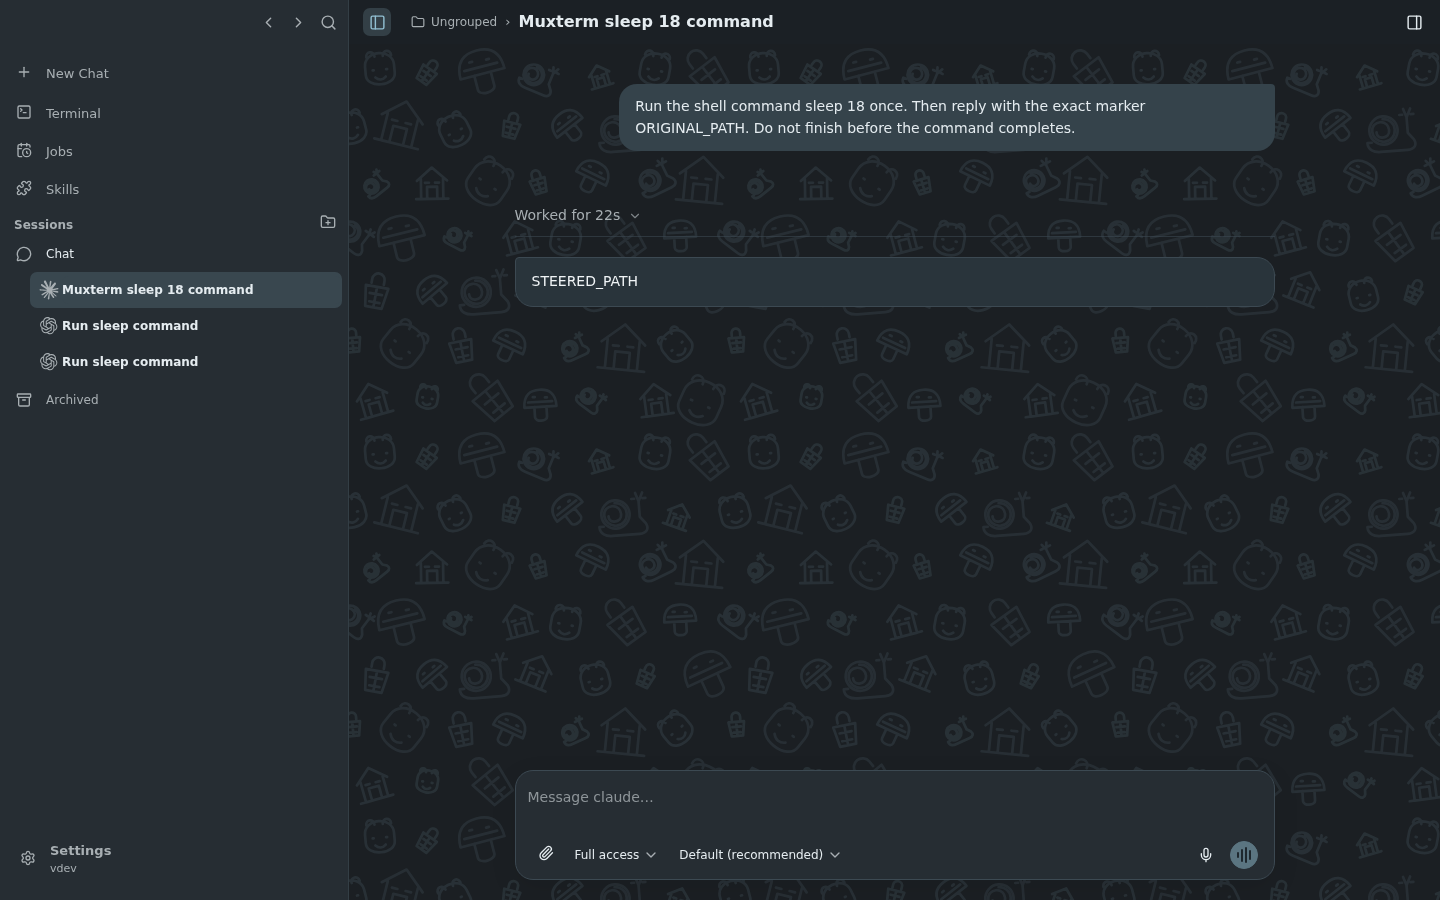 Ungrouped › Muxterm sleep 18 command
New Chat
Terminal
Jobs
Skills
Sessions
Chat
Muxterm sleep 18 command
Run sleep command
Run sleep command
Archived
Settings
vdev
Run the shell command sleep 18 once. Then reply with the exact marker
ORIGINAL_PATH. Do not finish before the command completes.
Worked for 22s
STEERED_PATH
Message claude...
Full access
Default (recommended)